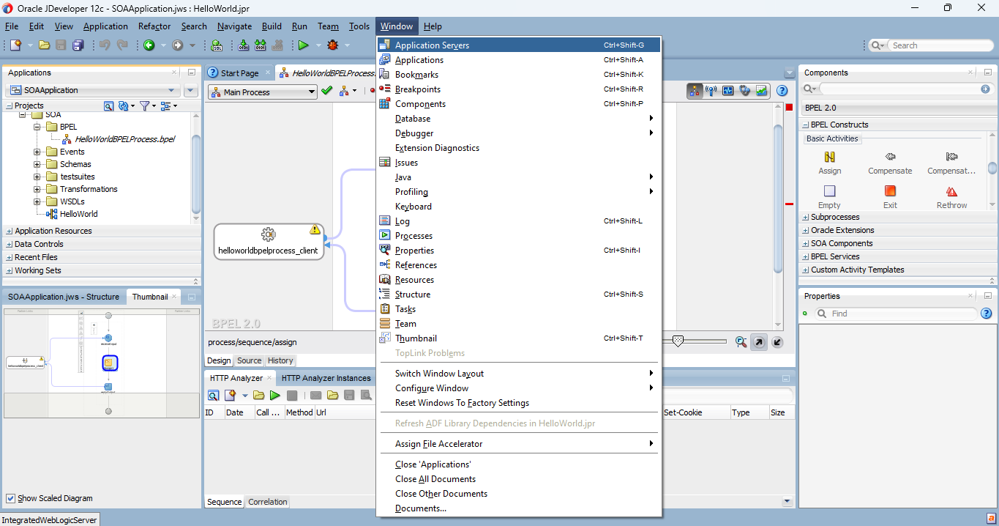 Oracle JDeveloper 12c - SOAApplication.jws : HelloWorld.jpr
File Edit View Application Refactor Search Navigate Build Run Team Tools Window Help
Search
Applications
SOAApplication
Projects
SOA
BPEL
HelloWorldBPELProcess.bpel
Events
Schemas
testsuites
Transformations
WSDLs
HelloWorld
Application Resources
Data Controls
Recent Files
Working Sets
SOAApplication.jws - Structure
Thumbnail
Show Scaled Diagram
IntegratedWebLogicServer
Start Page
HelloWorldBPELProcess.
Main Process
helloworldbpelprocess_client
BPEL 2.0
process/sequence/assign
Design Source History
HTTP Analyzer
HTTP Analyzer Instances
ID Date Call ... Method Url
Set-Cookie Type Size
Sequence Correlation
Application Servers Ctrl+Shift-G
Applications Ctrl+Shift-A
Bookmarks Ctrl+Shift-K
Breakpoints Ctrl+Shift-R
Components Ctrl+Shift-P
Database
Debugger
Extension Diagnostics
Issues
Java
Profiling
Keyboard
Log Ctrl+Shift-L
Processes
Properties Ctrl+Shift-I
References
Resources
Structure Ctrl+Shift-S
Tasks
Team
Thumbnail Ctrl+Shift-T
TopLink Problems
Switch Window Layout
Configure Window
Reset Windows To Factory Settings
Refresh ADF Library Dependencies in HelloWorld.jpr
Assign File Accelerator
Close 'Applications'
Close All Documents
Close Other Documents
Documents...
Components
BPEL 2.0
BPEL Constructs
Basic Activities
Assign Compensate Compensat...
Empty Exit Rethrow
Subprocesses
Oracle Extensions
SOA Components
BPEL Services
Custom Activity Templates
Properties
Find